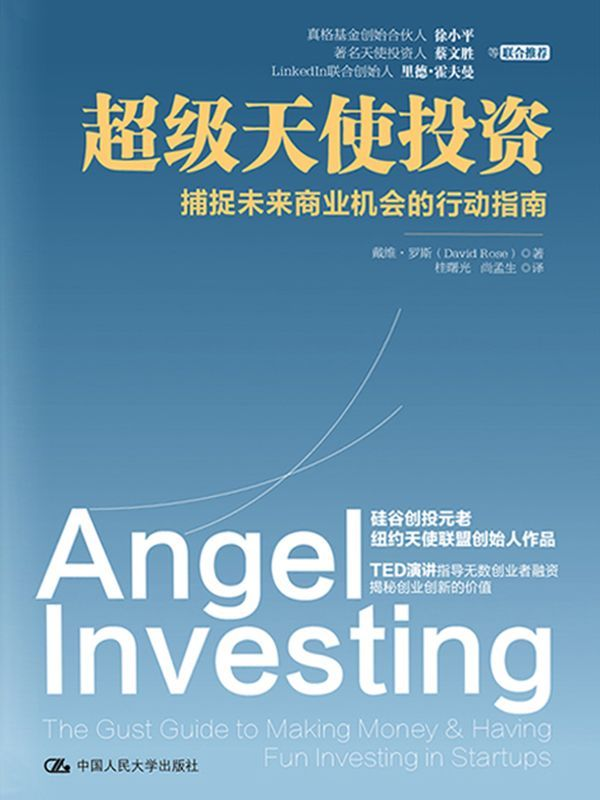 真格基金创始合伙人 徐小平
著名天使投资人 蔡文胜 等 联合推荐
LinkedIn联合创始人 里德·霍夫曼
超级天使投资
捕捉未来商业机会的行动指南
戴维·罗斯（David Rose）◎著
桂曙光 尚孟生◎译
Angel
硅谷创投元老
纽约天使联盟创始人作品
TED演讲指导无数创业者融资
揭秘创业创新的价值
Investing
The Gust Guide to Making Money & Having
Fun Investing in Startups
中国人民大学出版社